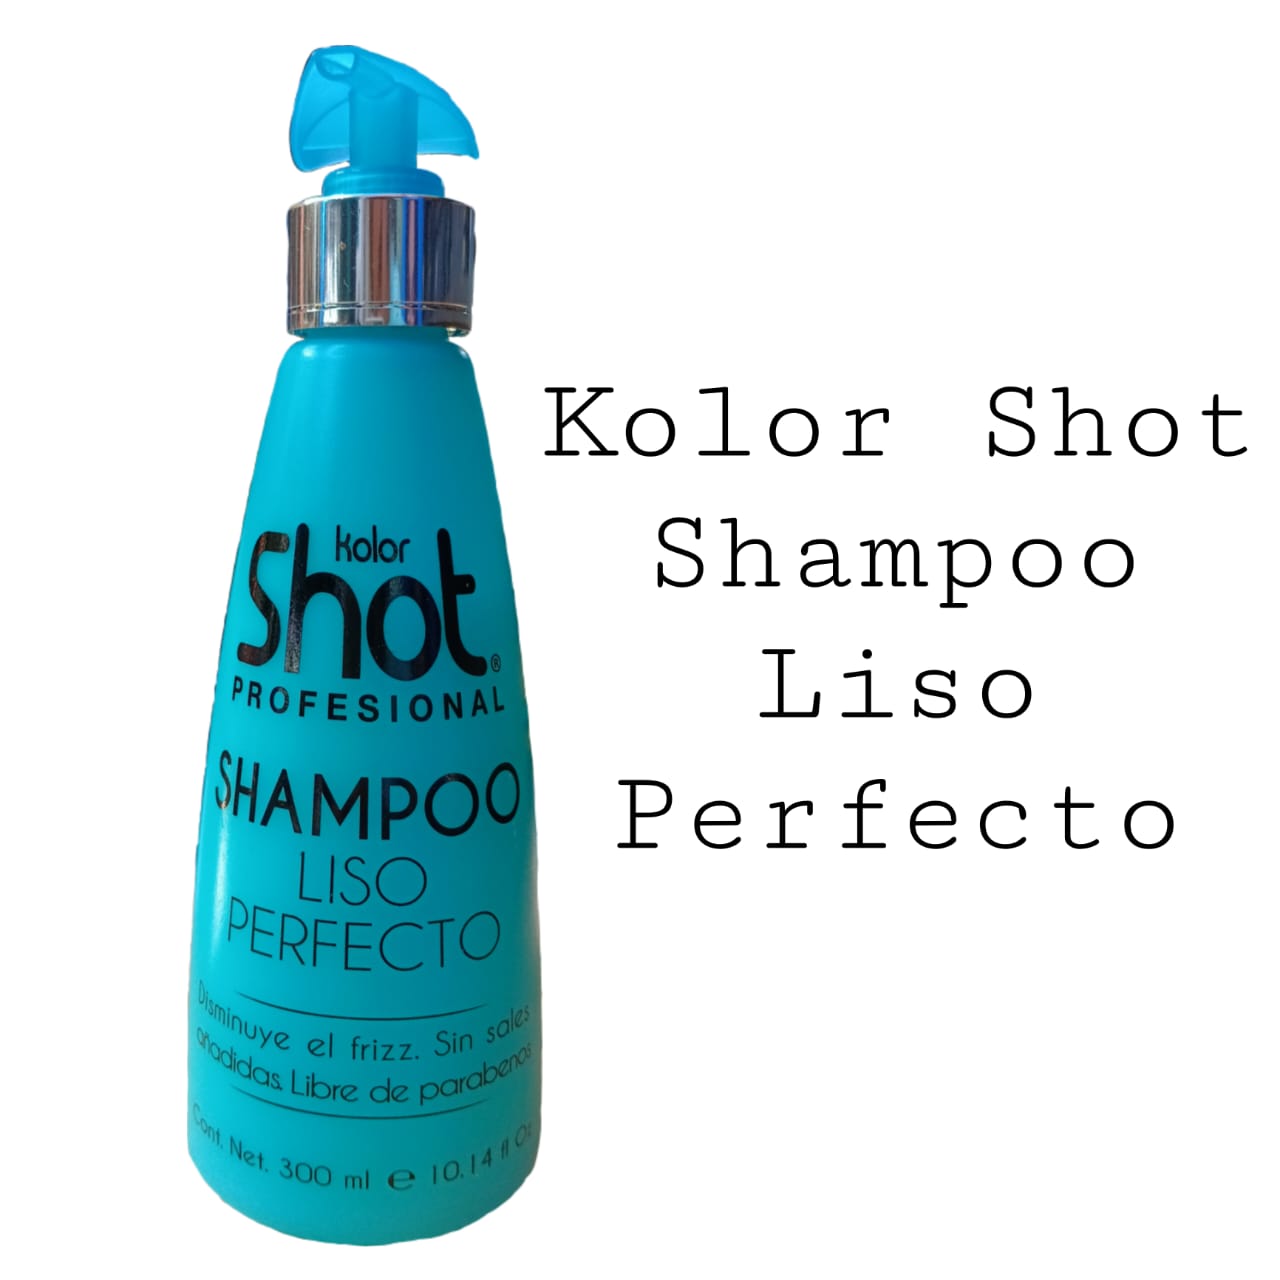 kolor
Shot®
PROFESIONAL
SHAMPOO
LISO
PERFECTO
Disminuye el frizz. Sin sales
añadidas. Libre de parabenos
Cont. Net. 300 ml e 10.14 fl Oz
Kolor Shot
Shampoo
Liso
Perfecto